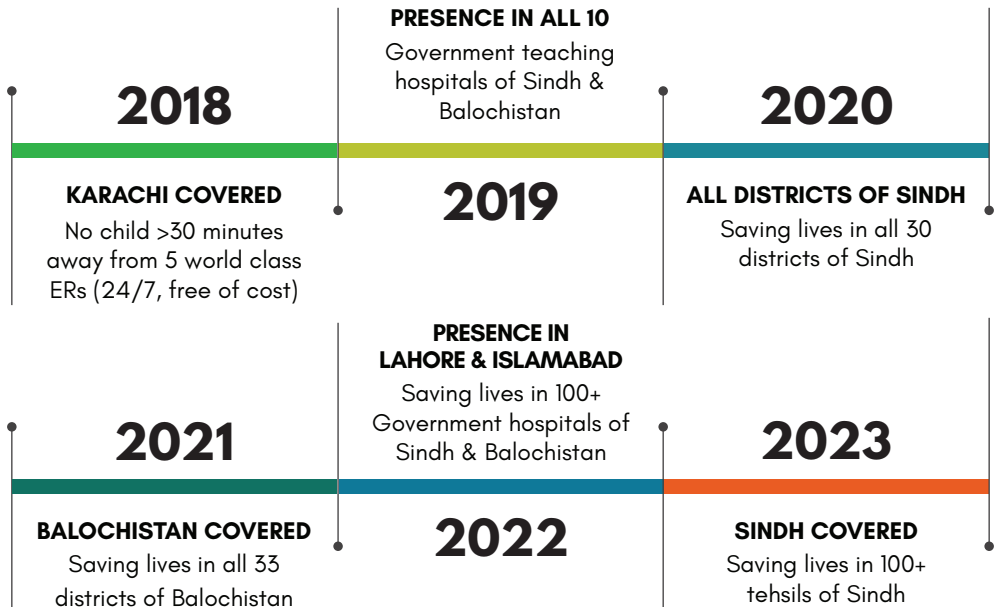 2018
KARACHI COVERED
No child >30 minutes
away from 5 world class
ERs (24/7, free of cost)
PRESENCE IN ALL 10
Government teaching
hospitals of Sindh &
Balochistan
2019
2020
ALL DISTRICTS OF SINDH
Saving lives in all 30
districts of Sindh
2021
BALOCHISTAN COVERED
Saving lives in all 33
districts of Balochistan
PRESENCE IN
LAHORE & ISLAMABAD
Saving lives in 100+
Government hospitals of
Sindh & Balochistan
2022
2023
SINDH COVERED
Saving lives in 100+
tehsils of Sindh